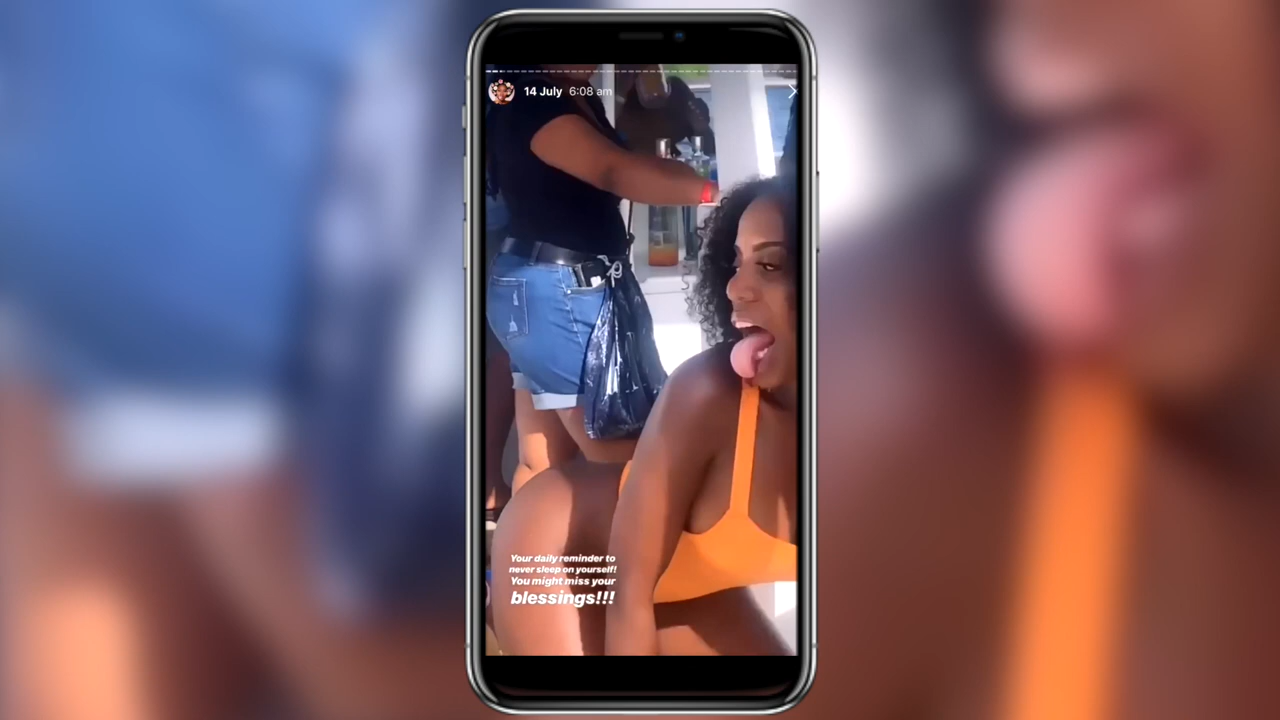 14 July 6:08 am
Your daily reminder to
never sleep on yourself!
You might miss your
blessings!!!